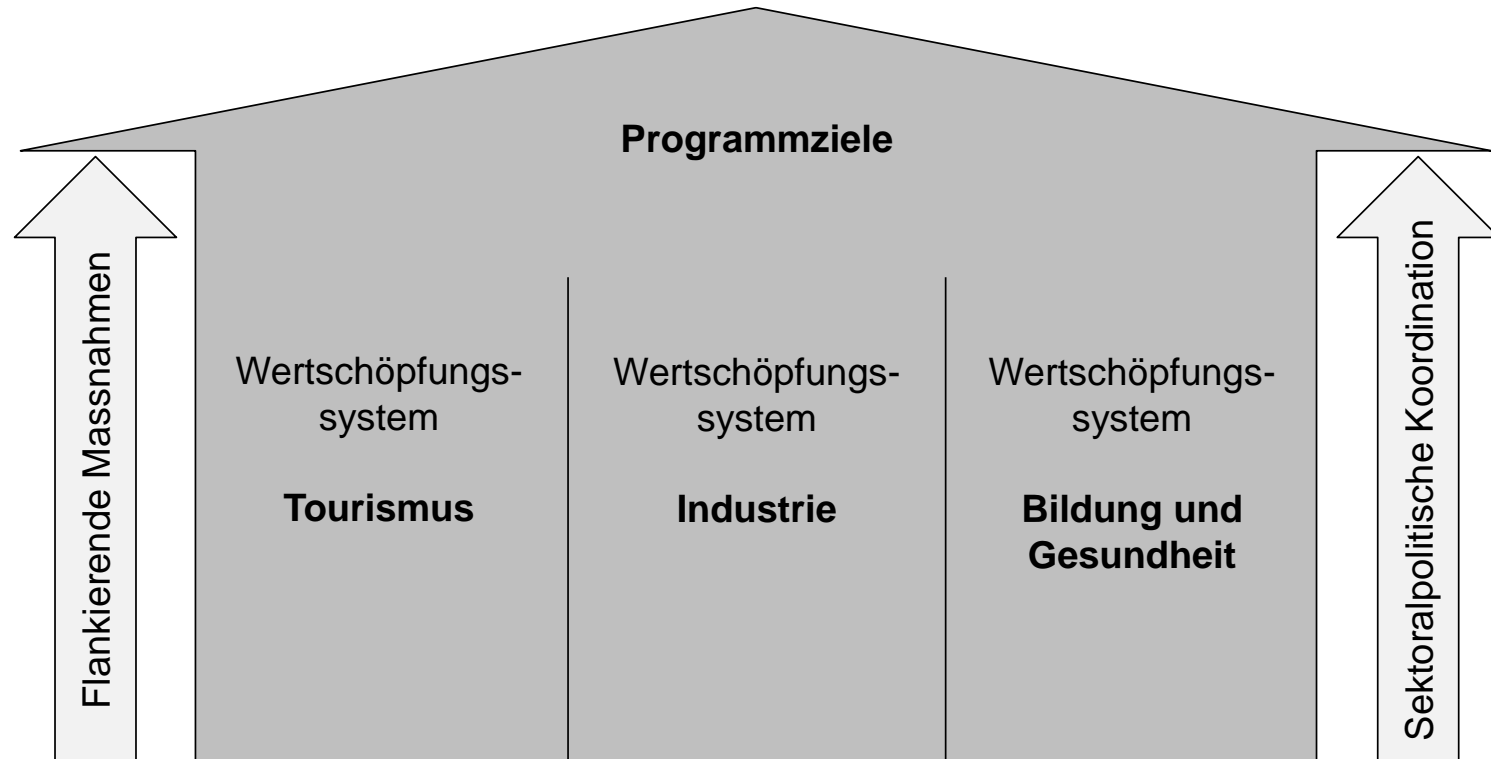 Programmziele
Flankierende Massnahmen
Wertschöpfungs-
system
Tourismus
Wertschöpfungs-
system
Industrie
Wertschöpfungs-
system
Bildung und
Gesundheit
Sektoralpolitische Koordination